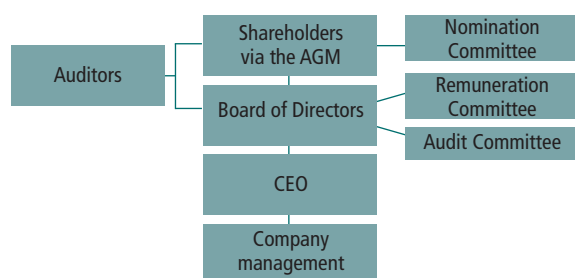 Shareholders
via the AGM
Nomination
Committee
Auditors
Remuneration
Committee
Board of Directors
Audit Committee
CEO
Company
management